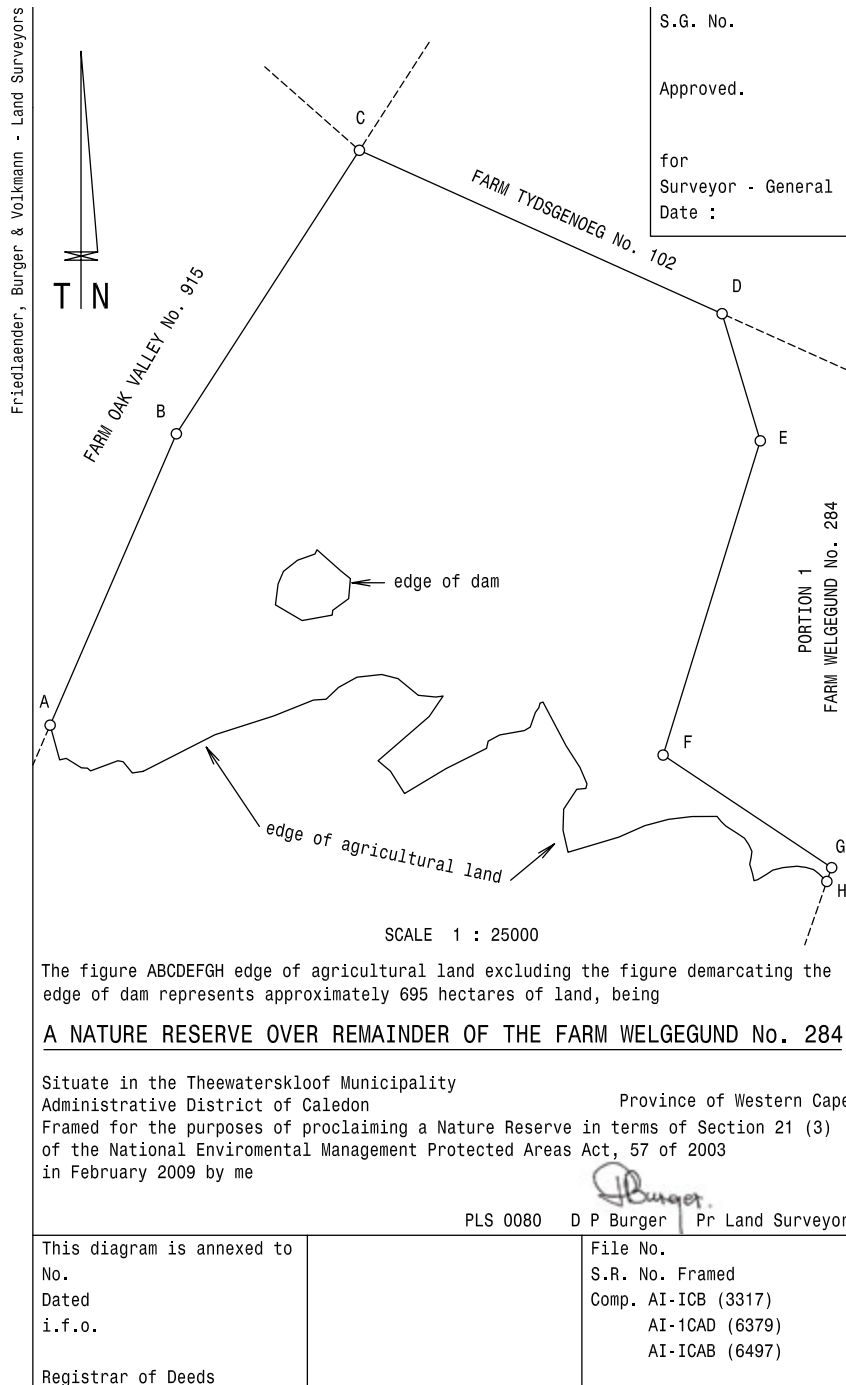 Friedlaender, Burger & Volkmann - Land Surveyors
S.G. No.
Approved.
for
Surveyor - General
Date :
T N
C
FARM TYDSGENOEG No. 102
D
FARM OAK VALLEY No. 915
B
E
edge of dam
PORTION 1
FARM WELGEGUND No. 284
A
F
edge of agricultural land
G
H
SCALE 1 : 25000
The figure ABCDEFGH edge of agricultural land excluding the figure demarcating the
edge of dam represents approximately 695 hectares of land, being
A NATURE RESERVE OVER REMAINDER OF THE FARM WELGEGUND No. 284
Situate in the Theewaterskloof Municipality
Administrative District of Caledon Province of Western Cape
Framed for the purposes of proclaiming a Nature Reserve in terms of Section 21 (3)
of the National Enviromental Management Protected Areas Act, 57 of 2003
in February 2009 by me
Burger.
PLS 0080 D P Burger Pr Land Surveyor
This diagram is annexed to
No.
Dated
i.f.o.
Registrar of Deeds
File No.
S.R. No. Framed
Comp. AI-ICB (3317)
AI-1CAD (6379)
AI-ICAB (6497)